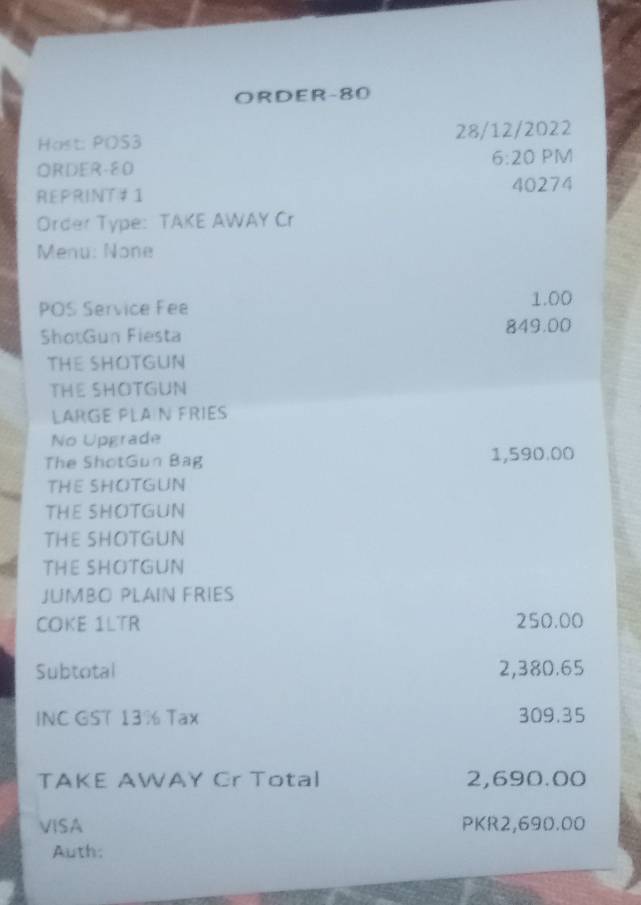 ORDER-80
Host: POS3 28/12/2022
ORDER-80 6:20 PM
REPRINT# 1 40274
Order Type: TAKE AWAY Cr
Menu: None
POS Service Fee 1.00
ShotGun Fiesta 849.00
THE SHOTGUN
THE SHOTGUN
LARGE PLAIN FRIES
No Upgrade
The ShotGun Bag 1,590.00
THE SHOTGUN
THE SHOTGUN
THE SHOTGUN
THE SHOTGUN
JUMBO PLAIN FRIES
COKE 1LTR 250.00
Subtotal 2,380.65
INC GST 13% Tax 309.35
TAKE AWAY Cr Total 2,690.00
VISA PKR2,690.00
Auth: